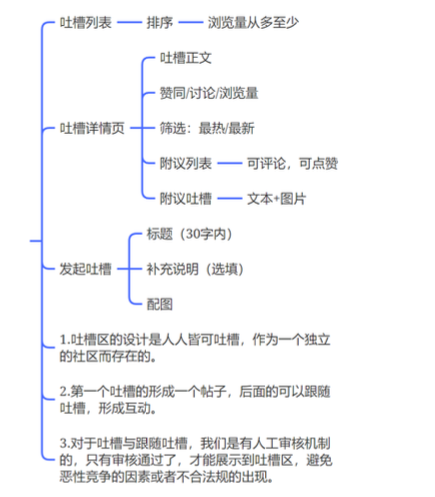 吐槽列表 排序 浏览量从多至少
吐槽正文
赞同/讨论/浏览量
吐槽详情页 筛选：最热/最新
附议列表 可评论，可点赞
附议吐槽 文本+图片
标题（30字内）
发起吐槽 补充说明（选填）
配图
1.吐槽区的设计是人人皆可吐槽，作为一个独立
的社区而存在的。
2.第一个吐槽的形成一个帖子，后面的可以跟随
吐槽，形成互动。
3.对于吐槽与跟随吐槽，我们是有人工审核机制
的，只有审核通过了，才能展示到吐槽区，避免
恶性竞争的因素或者不合法规的出现。